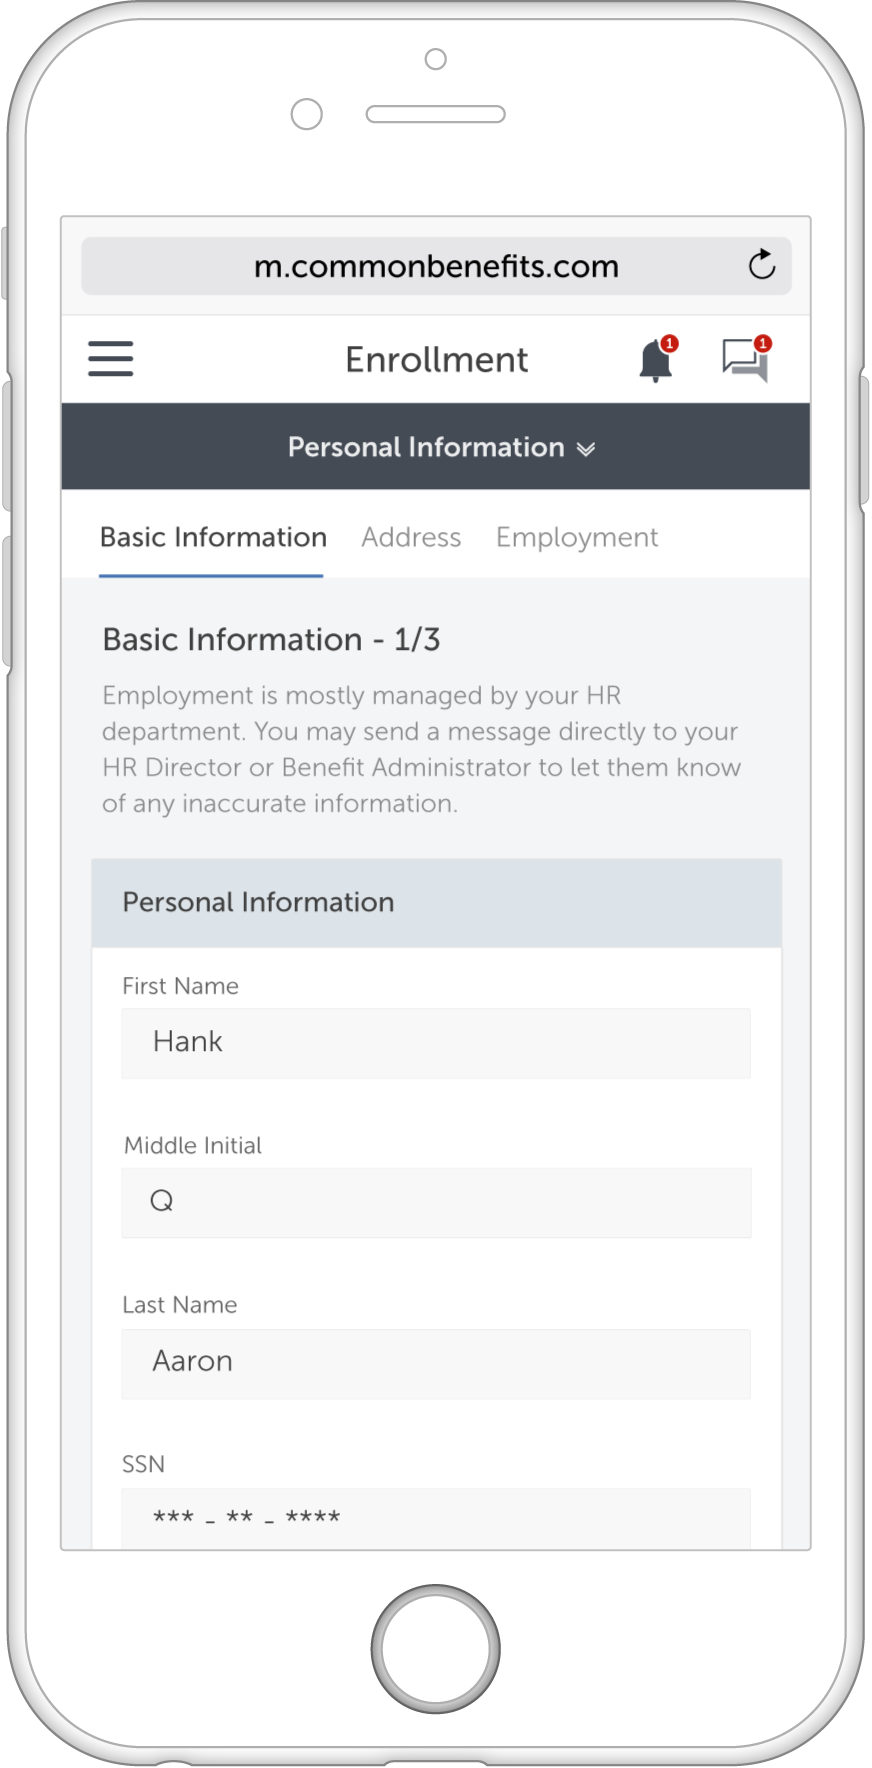 m.commonbenefits.com
Enrollment
1
1
Personal Information
Basic Information Address Employment
Basic Information - 1/3
Employment is mostly managed by your HR
department. You may send a message directly to your
HR Director or Benefit Administrator to let them know
of any inaccurate information.
Personal Information
First Name
Hank
Middle Initial
Q
Last Name
Aaron
SSN
*** - ** - ****